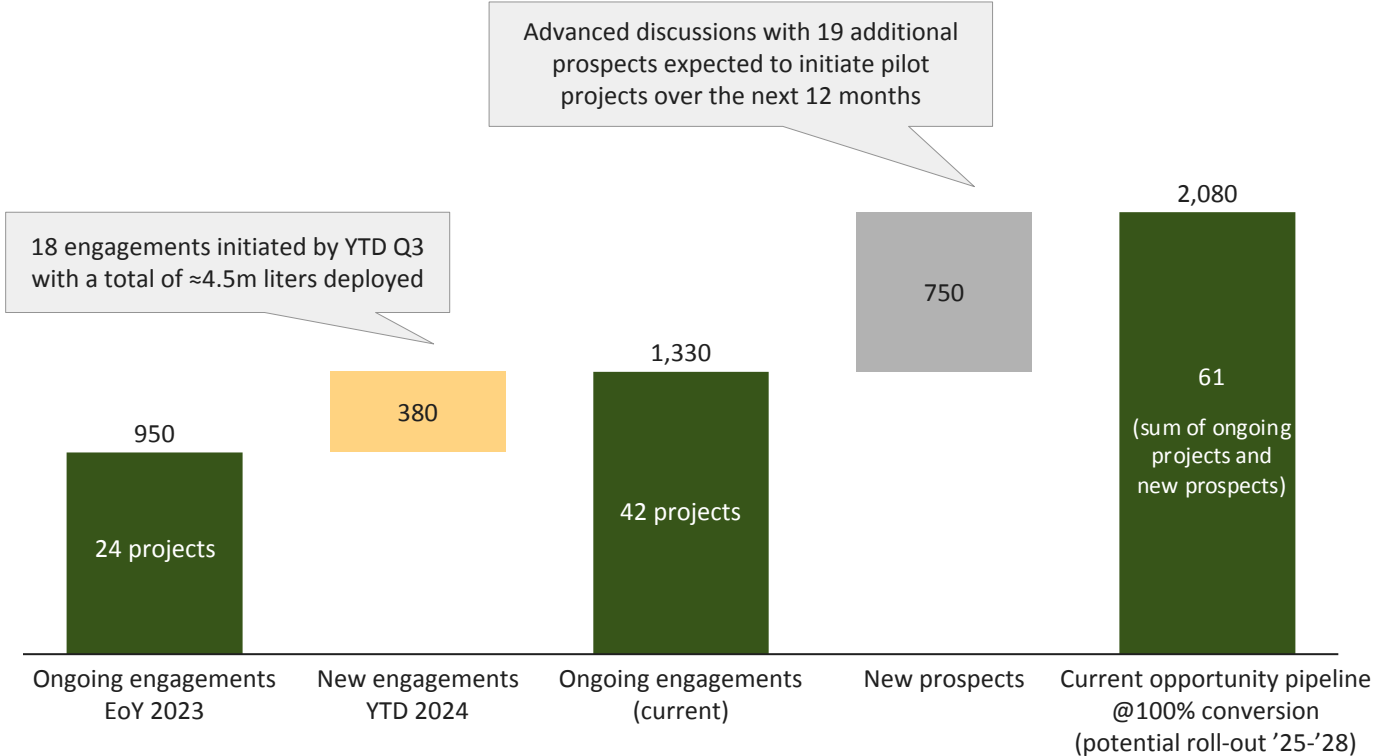 Advanced discussions with 19 additional
prospects expected to initiate pilot
projects over the next 12 months
18 engagements initiated by YTD Q3
with a total of ≈4.5m liters deployed
950
24 projects
380
1,330
42 projects
750
2,080
61
(sum of ongoing
projects and
new prospects)
Ongoing engagements
EoY 2023
New engagements
YTD 2024
Ongoing engagements
(current)
New prospects
Current opportunity pipeline
@100% conversion
(potential roll-out ’25-’28)